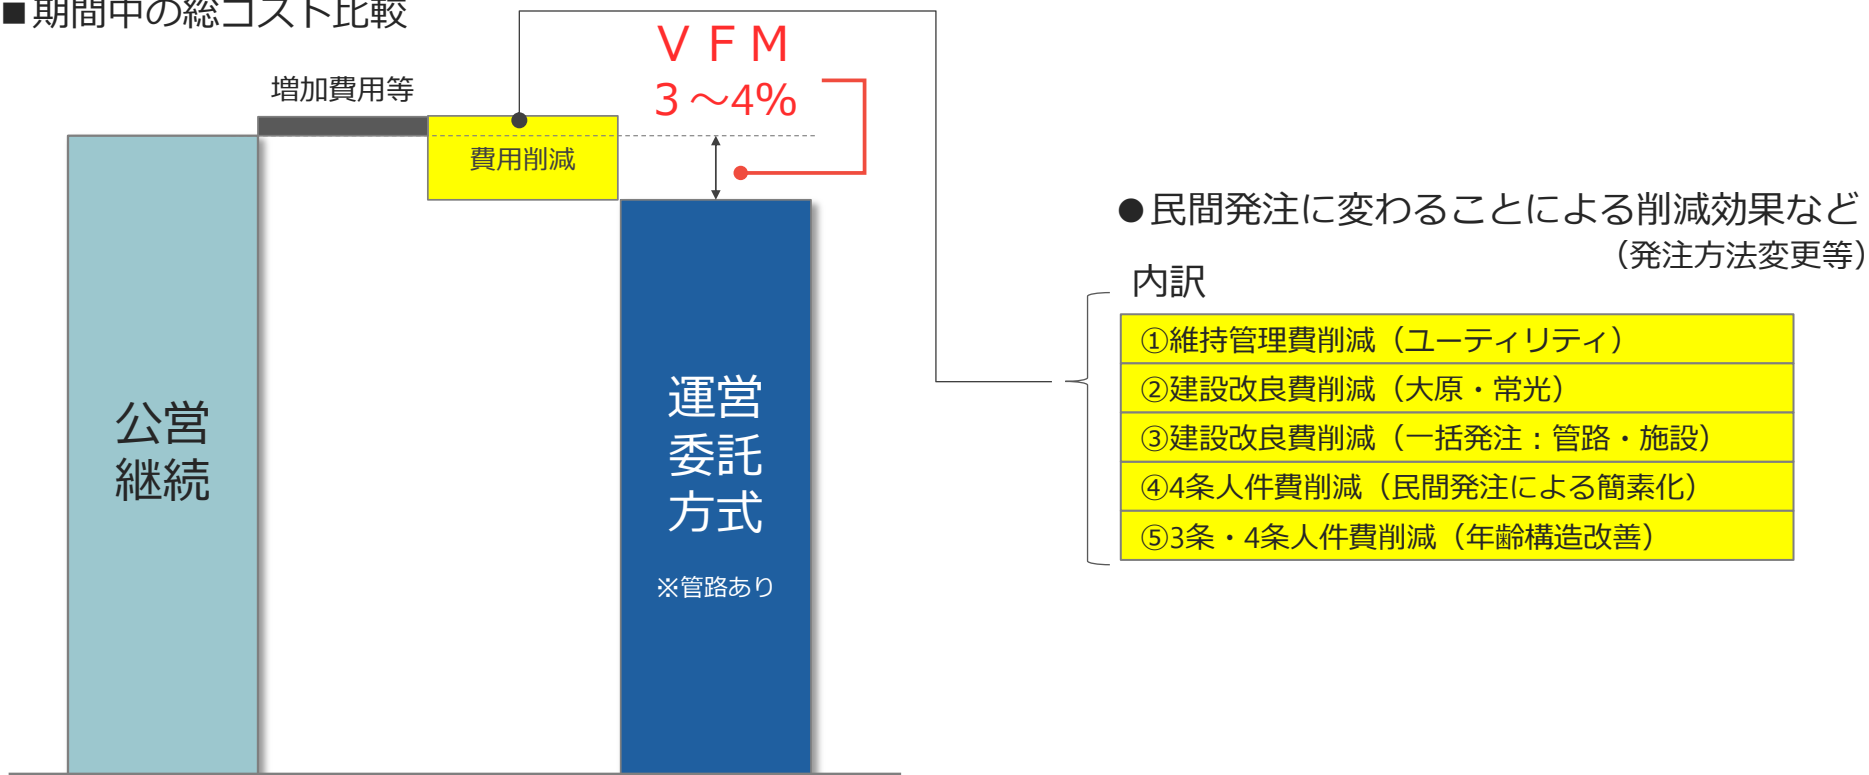 ■期間中の総コスト比較
増加費用等
ＶＦＭ
３～4%
費用削減
公営
継続
運営
委託
方式
※管路あり
●民間発注に変わることによる削減効果など
（発注方法変更等）
内訳
①維持管理費削減（ユーティリティ）
②建設改良費削減（大原・常光）
③建設改良費削減（一括発注：管路・施設）
④4条人件費削減（民間発注による簡素化）
⑤3条・4条人件費削減（年齢構造改善）